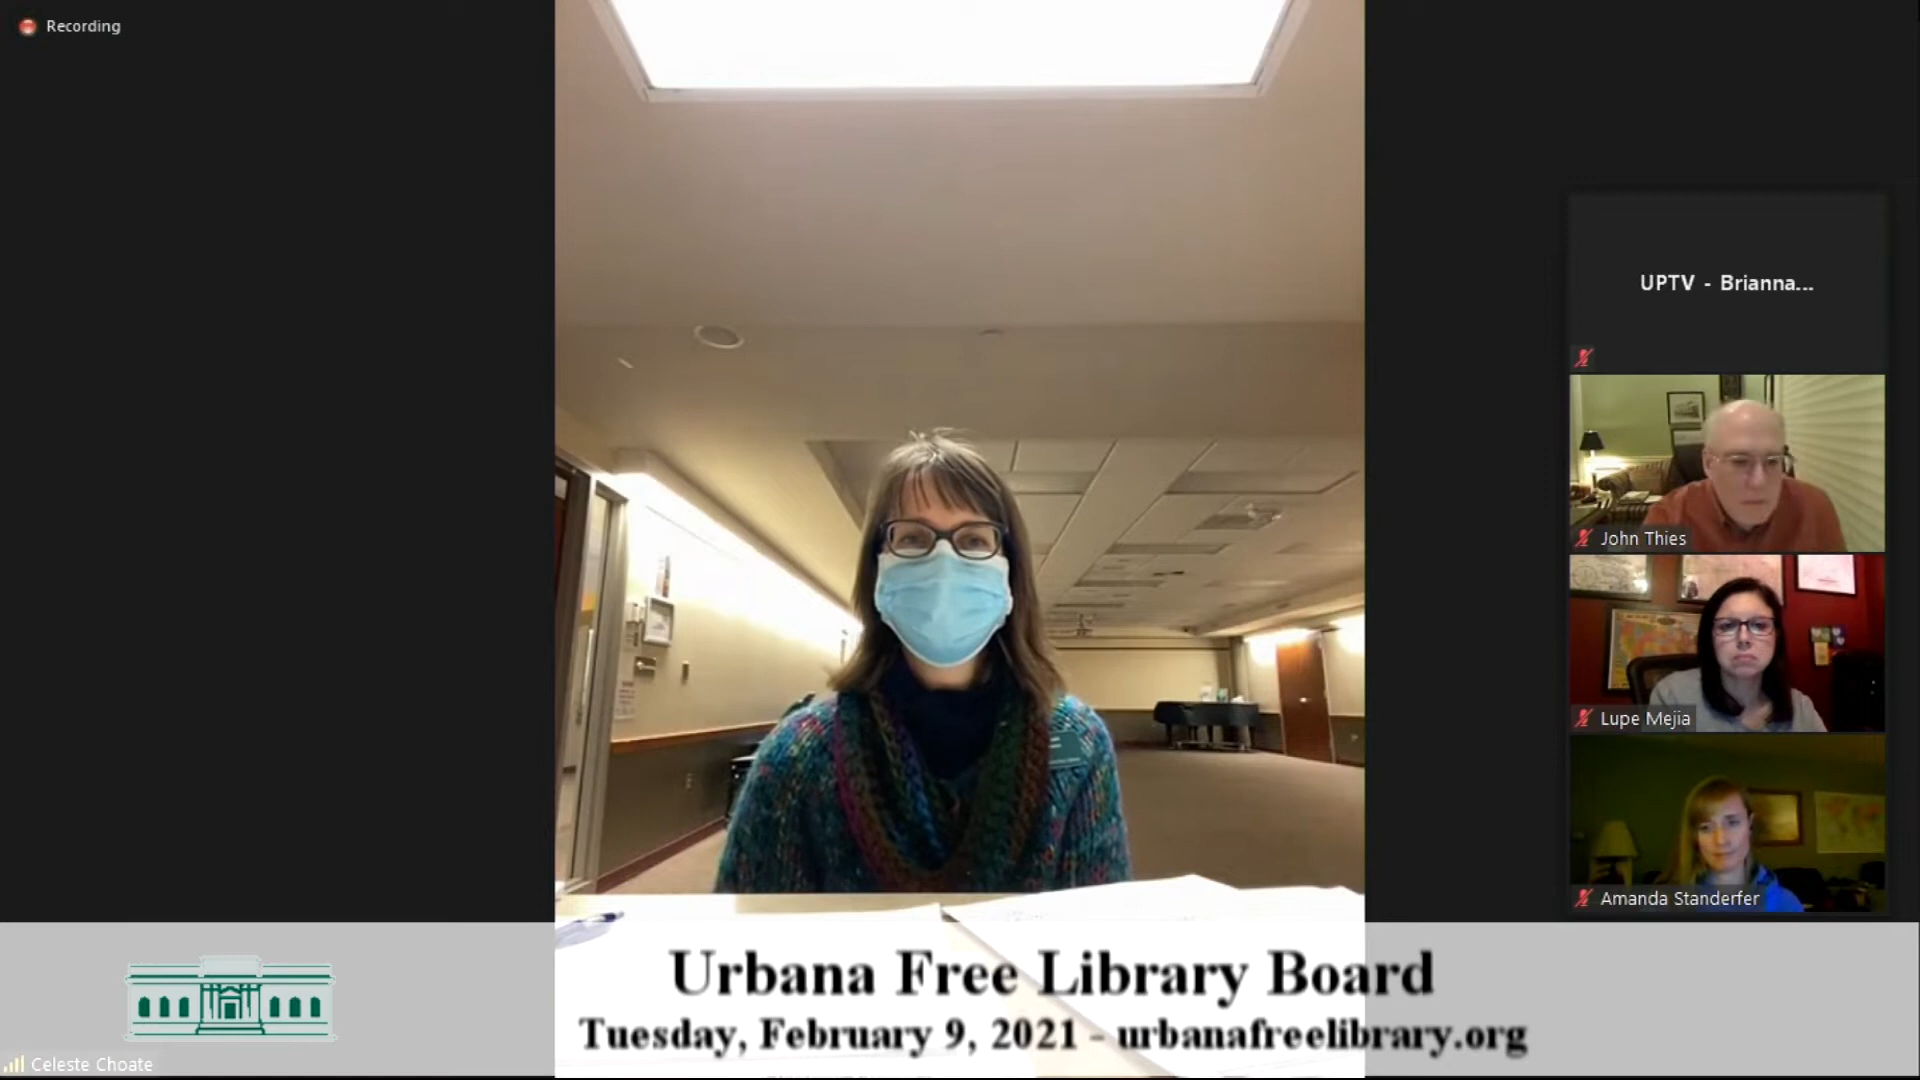 Recording
UPTV - Brianna...
John Thies
Lupe Mejia
Amanda Standerfer
Urbana Free Library Board
Tuesday, February 9, 2021 - urbanafreelibrary.org
Celeste Choate